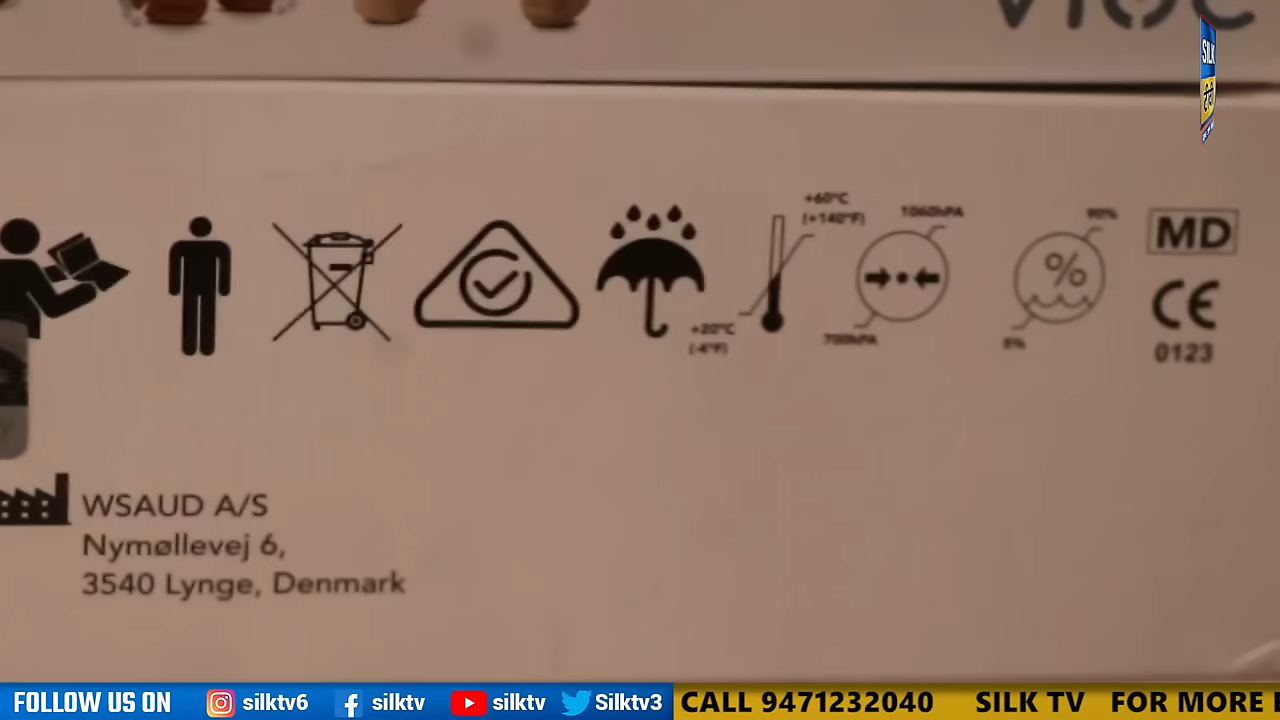 SILK
टीवी
+60°C
(+140°F)
+20°C
(-4°F)
1060hPA
700hPA
90%
%
5%
MD
CE
0123
WSAUD A/S
Nymøllevej 6,
3540 Lynge, Denmark
FOLLOW US ON silktv6 silktv silktv Silktv3 CALL 9471232040 SILK TV FOR MORE